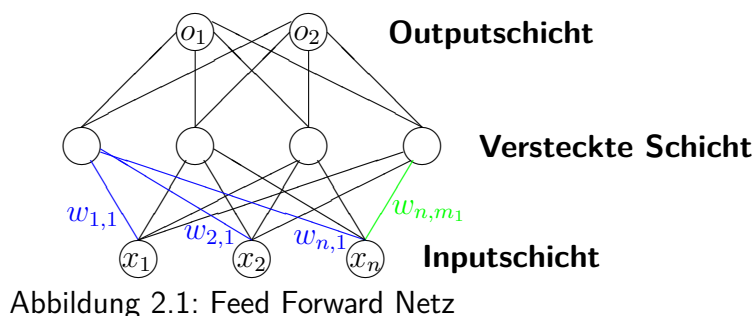 o₁ o₂ Outputschicht
Versteckte Schicht
w₁,₁ w₂,₁ wₙ,₁ wₙ,ₘ₁
x₁ x₂ xₙ Inputschicht
Abbildung 2.1: Feed Forward Netz